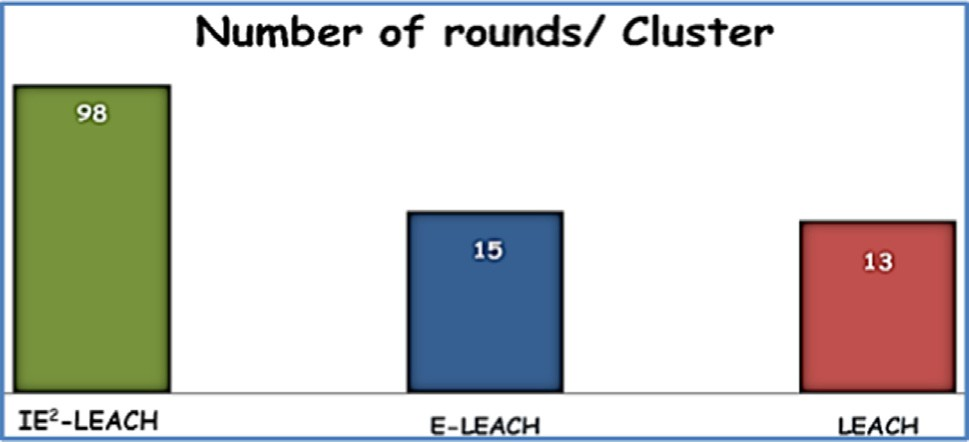 Number of rounds/ Cluster
98
15
13
IE²-LEACH
E-LEACH
LEACH